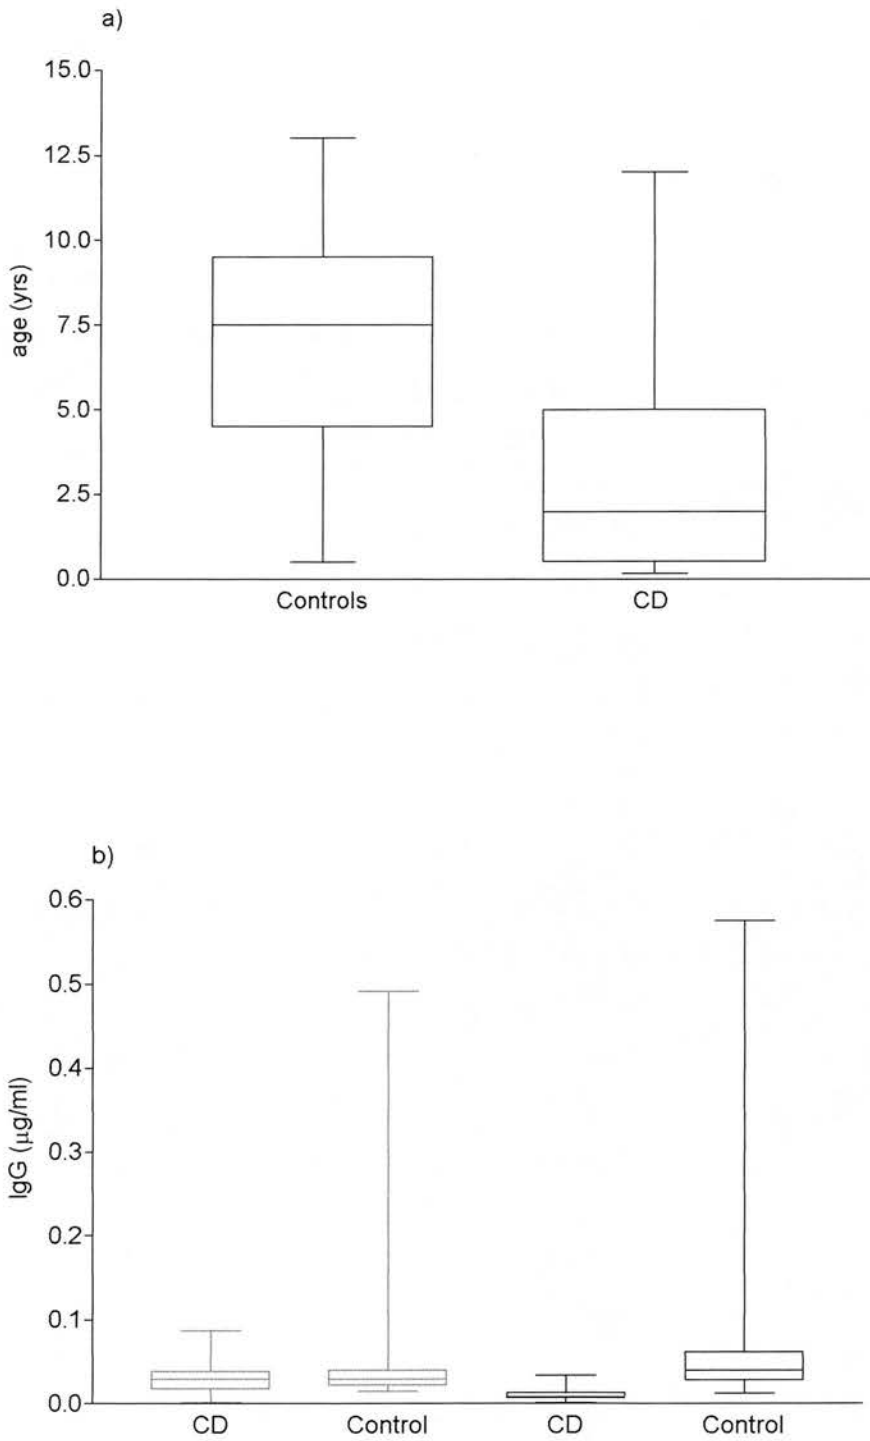 a)
15.0
12.5
10.0
7.5
5.0
2.5
0.0
age (yrs)
Controls CD
b)
0.6
0.5
0.4
0.3
0.2
0.1
0.0
IgG (μg/ml)
CD Control CD Control